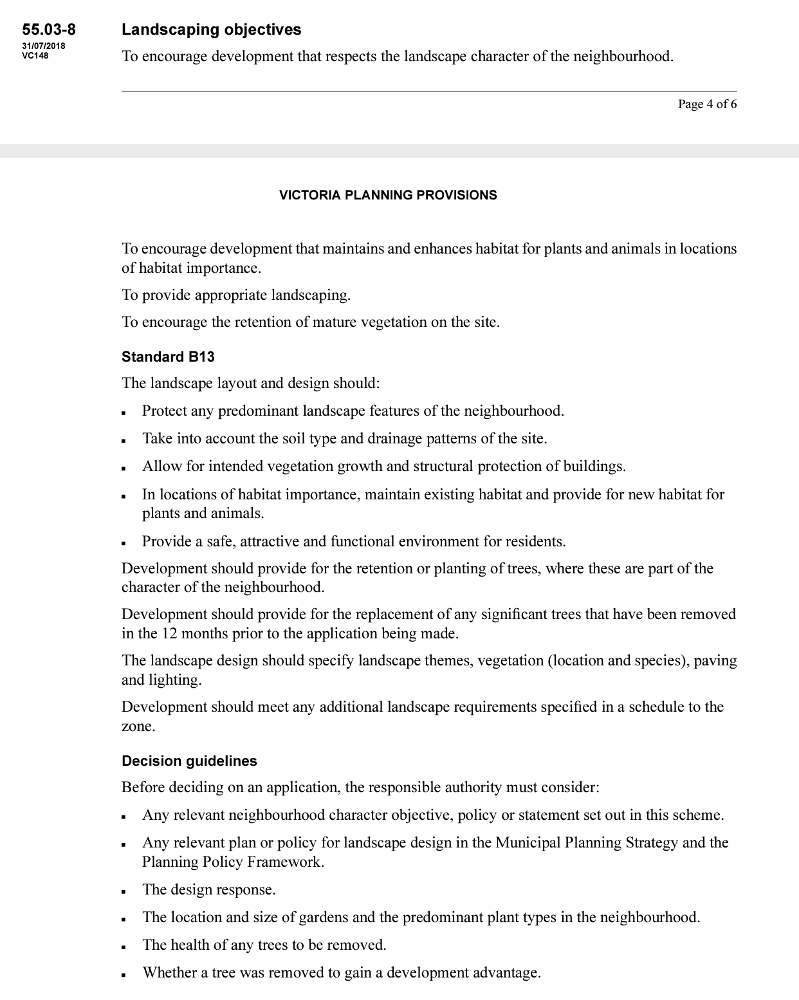 55.03-8
31/07/2018
VC148
Landscaping objectives
To encourage development that respects the landscape character of the neighbourhood.
Page 4 of 6
VICTORIA PLANNING PROVISIONS
To encourage development that maintains and enhances habitat for plants and animals in locations
of habitat importance.
To provide appropriate landscaping.
To encourage the retention of mature vegetation on the site.
Standard B13
The landscape layout and design should:
▪ Protect any predominant landscape features of the neighbourhood.
▪ Take into account the soil type and drainage patterns of the site.
▪ Allow for intended vegetation growth and structural protection of buildings.
▪ In locations of habitat importance, maintain existing habitat and provide for new habitat for
plants and animals.
▪ Provide a safe, attractive and functional environment for residents.
Development should provide for the retention or planting of trees, where these are part of the
character of the neighbourhood.
Development should provide for the replacement of any significant trees that have been removed
in the 12 months prior to the application being made.
The landscape design should specify landscape themes, vegetation (location and species), paving
and lighting.
Development should meet any additional landscape requirements specified in a schedule to the
zone.
Decision guidelines
Before deciding on an application, the responsible authority must consider:
▪ Any relevant neighbourhood character objective, policy or statement set out in this scheme.
▪ Any relevant plan or policy for landscape design in the Municipal Planning Strategy and the
Planning Policy Framework.
▪ The design response.
▪ The location and size of gardens and the predominant plant types in the neighbourhood.
▪ The health of any trees to be removed.
▪ Whether a tree was removed to gain a development advantage.